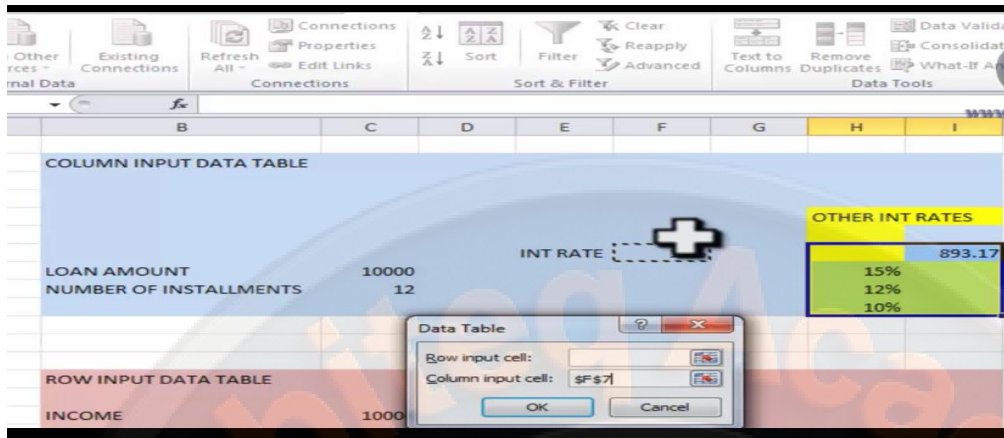 Other
rces
Existing
Connections
Refresh
All
Connections
Properties
Edit Links
Sort
Filter
Clear
Reapply
Advanced
Text to
Columns
Remove
Duplicates
Data Valida
Consolidat
What-If An
rnal Data
Connections
Sort & Filter
Data Tools
fx
www
B C D E F G H I
COLUMN INPUT DATA TABLE
OTHER INT RATES
INT RATE
893.17
LOAN AMOUNT 10000
15%
NUMBER OF INSTALLMENTS 12
12%
10%
Data Table
Row input cell:
Column input cell: $F$7
OK Cancel
ROW INPUT DATA TABLE
INCOME 1000